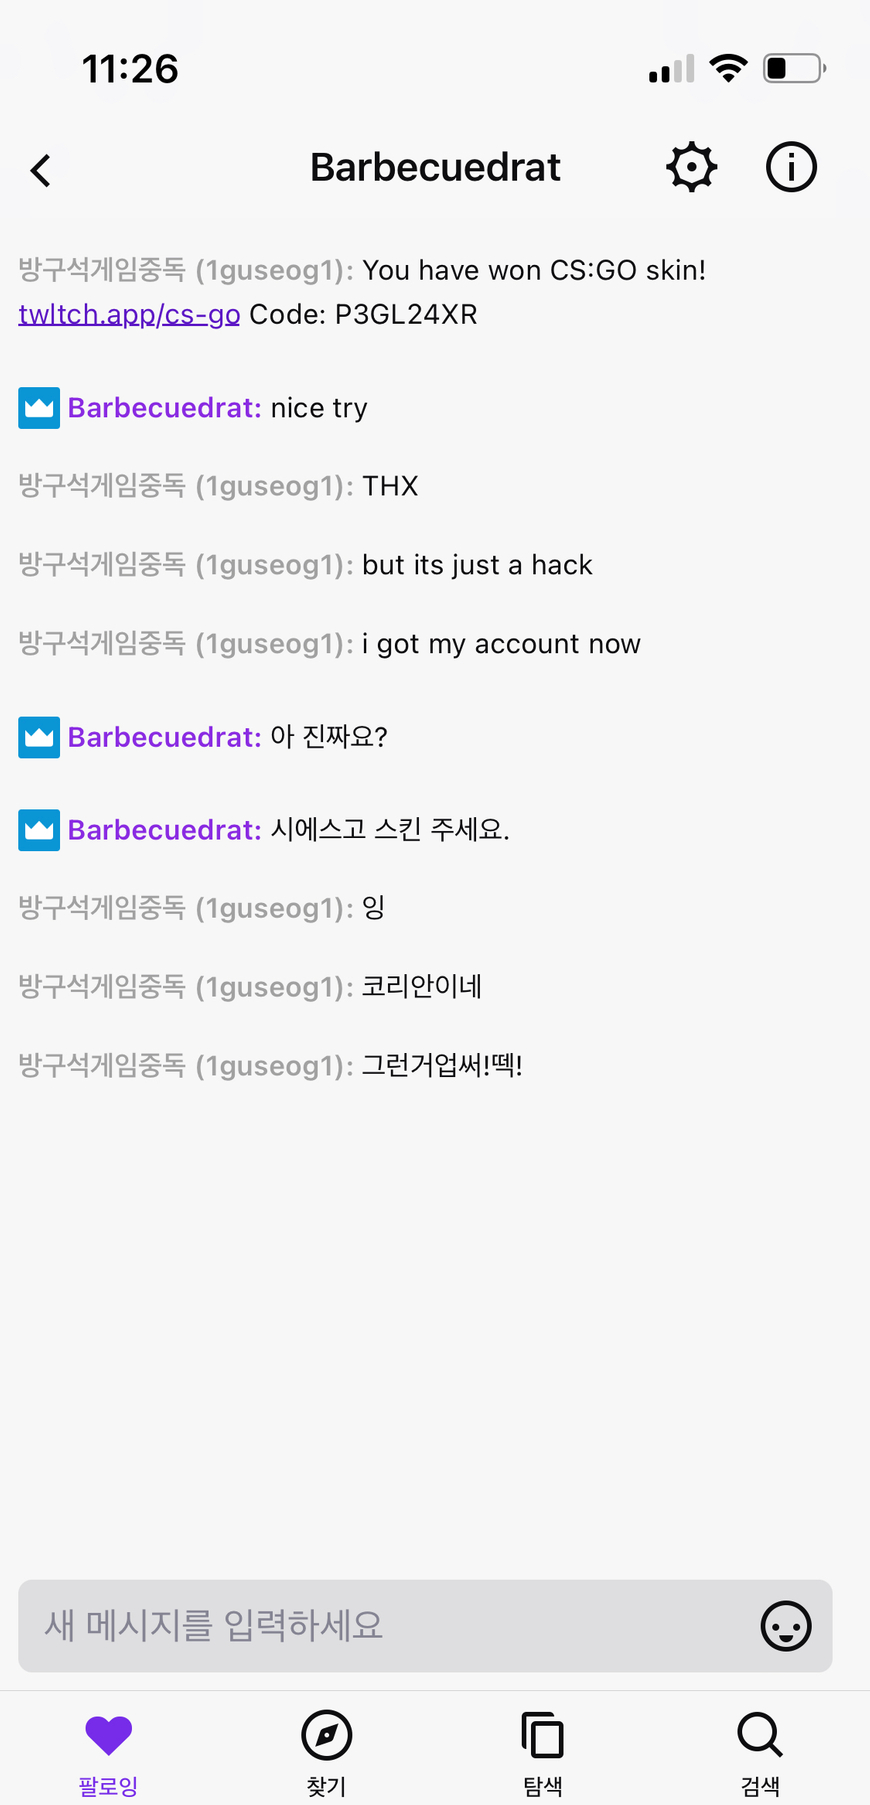 11:26
Barbecuedrat
방구석게임중독 (1guseog1): You have won CS:GO skin!
twltch.app/cs-go Code: P3GL24XR
Barbecuedrat: nice try
방구석게임중독 (1guseog1): THX
방구석게임중독 (1guseog1): but its just a hack
방구석게임중독 (1guseog1): i got my account now
Barbecuedrat: 아 진짜요?
Barbecuedrat: 시에스고 스킨 주세요.
방구석게임중독 (1guseog1): 잉
방구석게임중독 (1guseog1): 코리안이네
방구석게임중독 (1guseog1): 그런거업써!떽!
새 메시지를 입력하세요
팔로잉 찾기 탐색 검색